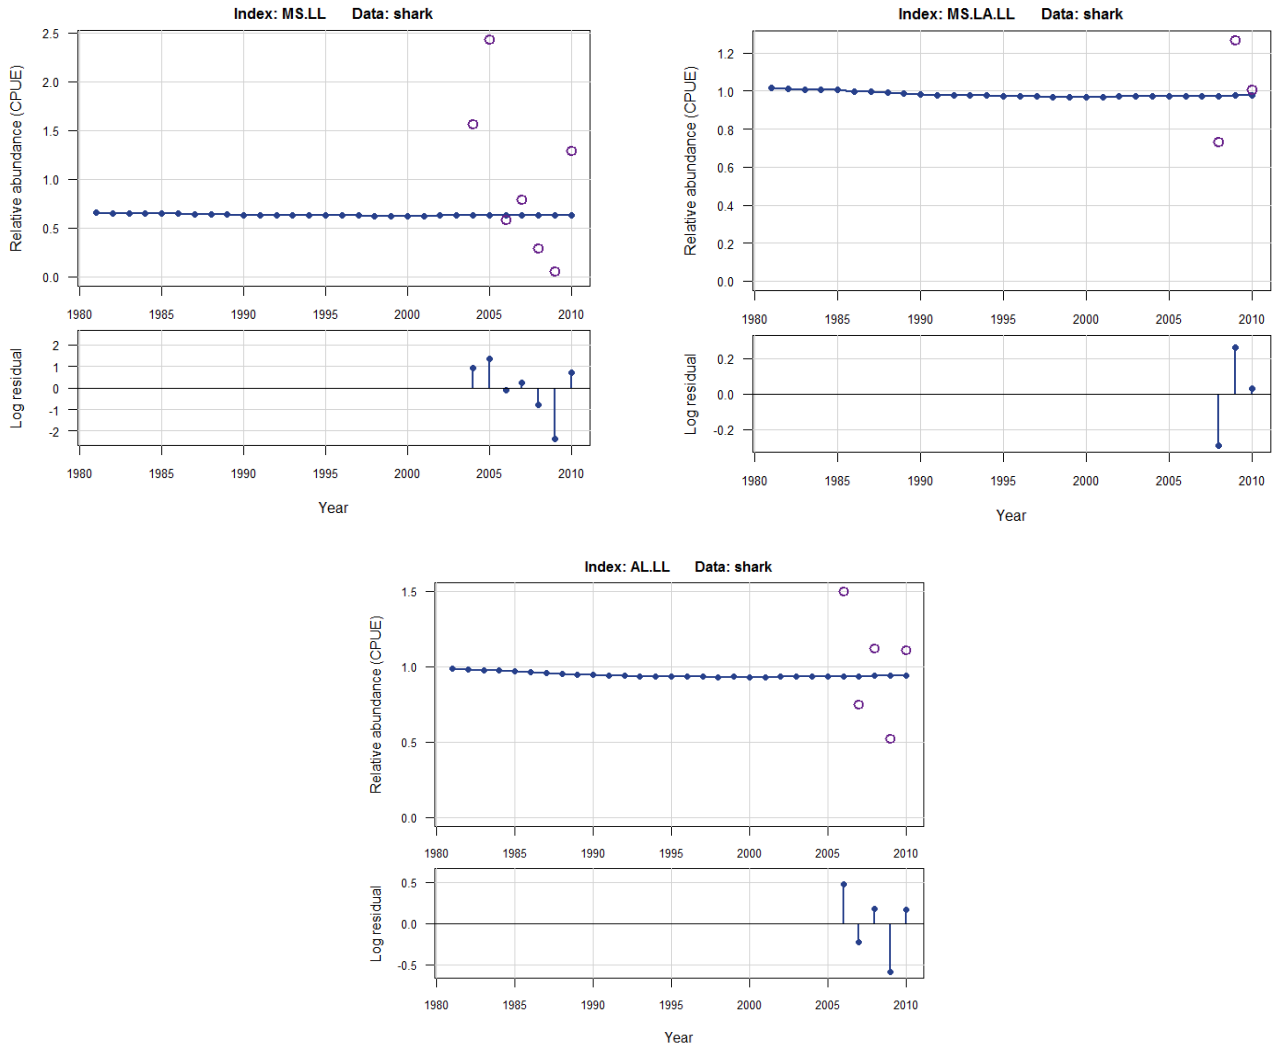 Index: MS.LL Data: shark
Relative abundance (CPUE)
2.5
2.0
1.5
1.0
0.5
0.0
1980 1985 1990 1995 2000 2005 2010
Log residual
2
1
0
-1
-2
1980 1985 1990 1995 2000 2005 2010
Year
Index: MS.LA.LL Data: shark
Relative abundance (CPUE)
1.2
1.0
0.8
0.6
0.4
0.2
0.0
1980 1985 1990 1995 2000 2005 2010
Log residual
0.2
0.0
-0.2
1980 1985 1990 1995 2000 2005 2010
Year
Index: AL.LL Data: shark
Relative abundance (CPUE)
1.5
1.0
0.5
0.0
1980 1985 1990 1995 2000 2005 2010
Log residual
0.5
0.0
-0.5
1980 1985 1990 1995 2000 2005 2010
Year